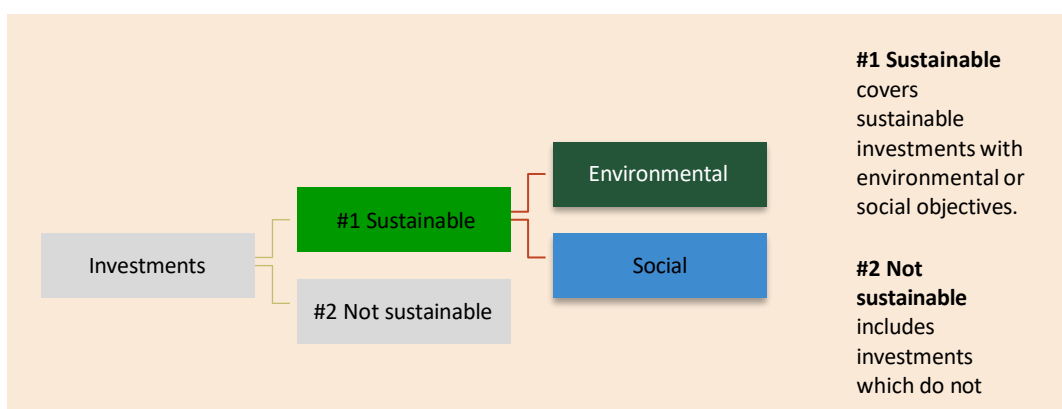 Investments
#1 Sustainable
#2 Not sustainable
Environmental
Social
#1 Sustainable
covers
sustainable
investments with
environmental or
social objectives.
#2 Not
sustainable
includes
investments
which do not